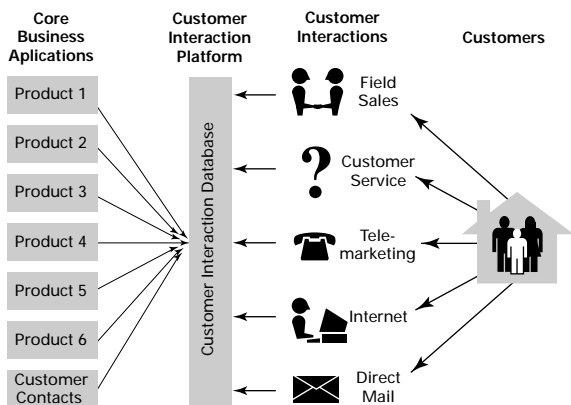 Core
Business
Aplications
Customer
Interaction
Platform
Customer
Interactions
Customers
Product 1
Product 2
Product 3
Product 4
Product 5
Product 6
Customer
Contacts
Customer Interaction Database
Field
Sales
?
Customer
Service
Tele-
marketing
Internet
Direct
Mail